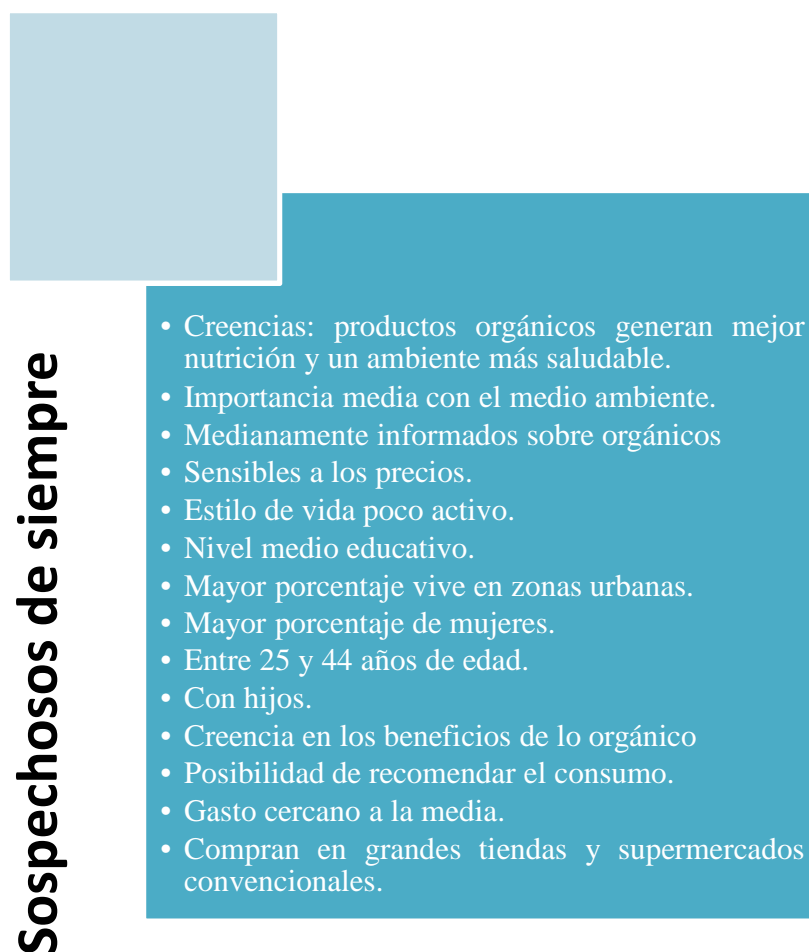 Sospechosos de siempre
• Creencias: productos orgánicos generan mejor
nutrición y un ambiente más saludable.
• Importancia media con el medio ambiente.
• Medianamente informados sobre orgánicos
• Sensibles a los precios.
• Estilo de vida poco activo.
• Nivel medio educativo.
• Mayor porcentaje vive en zonas urbanas.
• Mayor porcentaje de mujeres.
• Entre 25 y 44 años de edad.
• Con hijos.
• Creencia en los beneficios de lo orgánico
• Posibilidad de recomendar el consumo.
• Gasto cercano a la media.
• Compran en grandes tiendas y supermercados
convencionales.